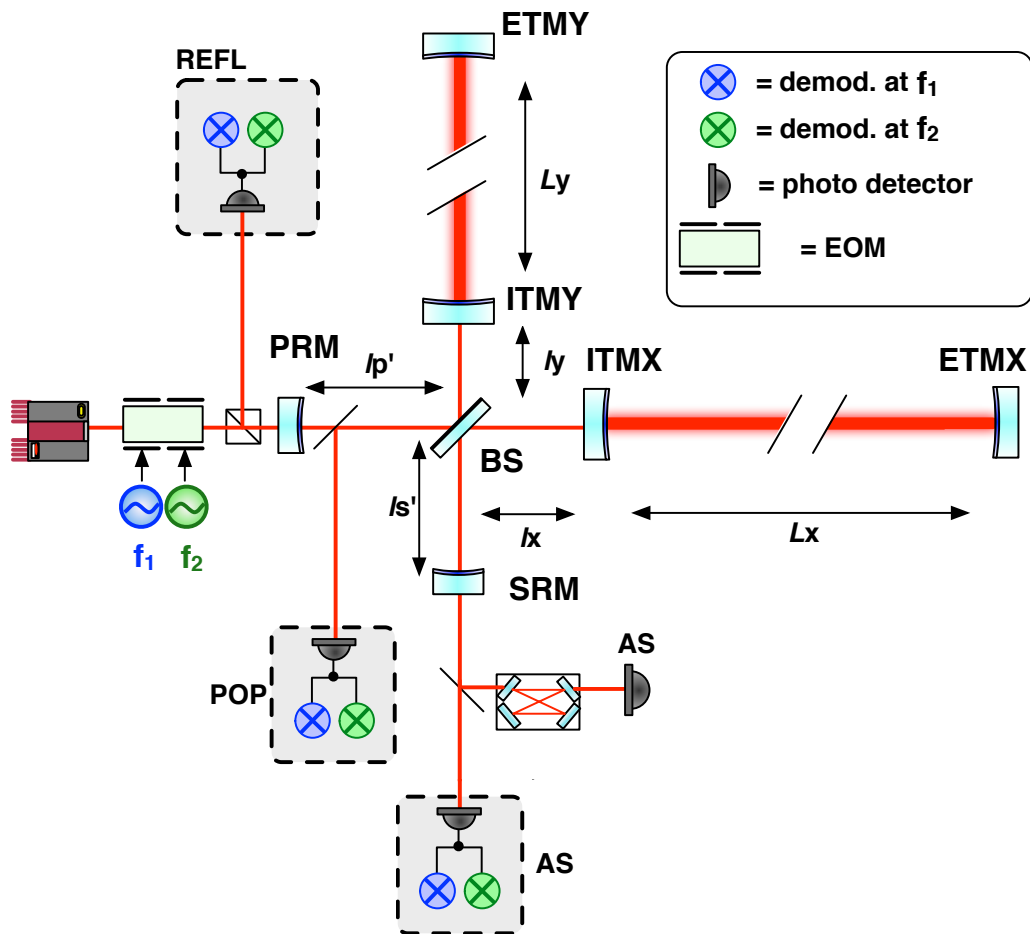 ETMY
REFL
= demod. at f1
= demod. at f2
= photo detector
= EOM
Ly
ITMY
PRM
lp'
ly
ITMX
ETMX
BS
ls'
lx
Lx
f1
f2
SRM
AS
POP
AS